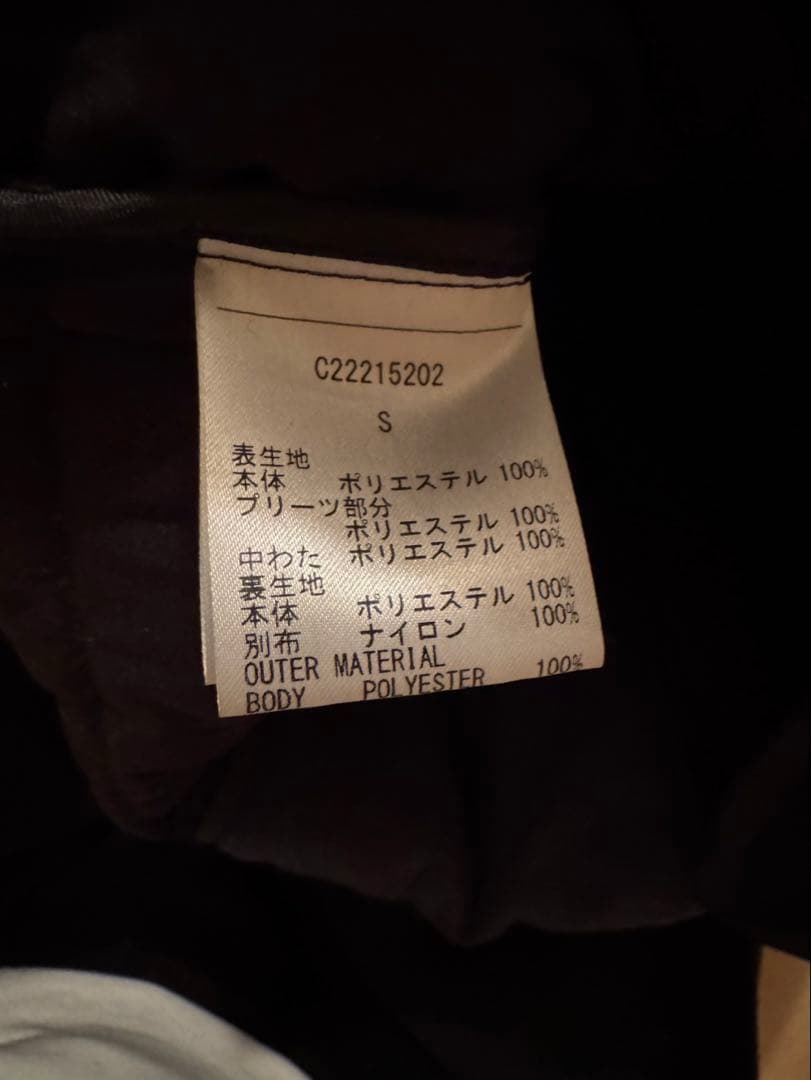 C22215202
S
表生地
本体 ポリエステル 100%
プリーツ部分
ポリエステル 100%
中わた ポリエステル 100%
裏生地
本体 ポリエステル 100%
別布 ナイロン 100%
OUTER MATERIAL
BODY POLYESTER 100%